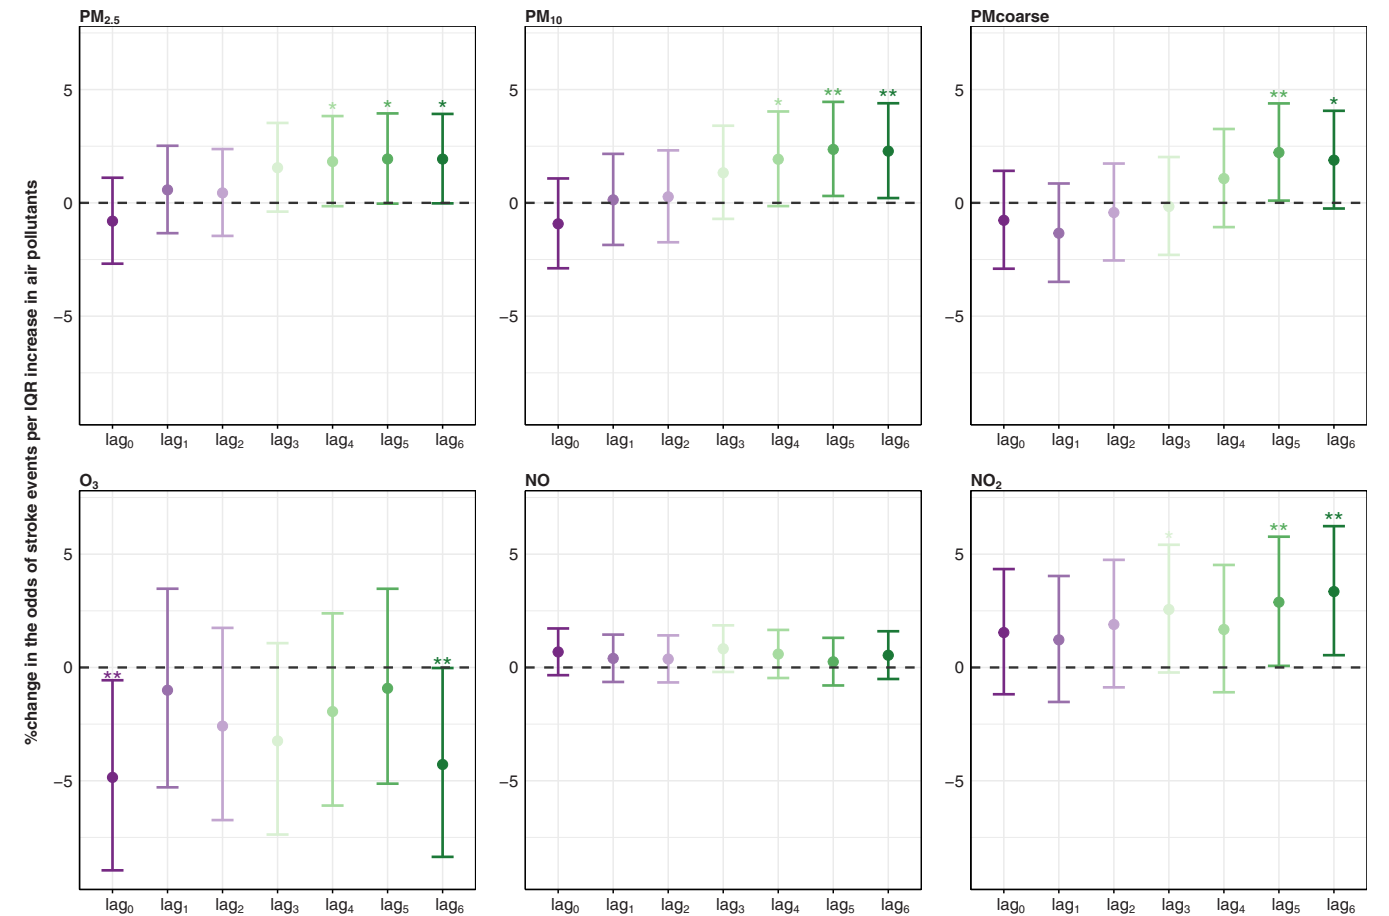 %change in the odds of stroke events per IQR increase in air pollutants
PM₂.₅
5
0
−5
* * *
lag₀ lag₁ lag₂ lag₃ lag₄ lag₅ lag₆
PM₁₀
5
0
−5
* ** **
lag₀ lag₁ lag₂ lag₃ lag₄ lag₅ lag₆
PMcoarse
5
0
−5
** *
lag₀ lag₁ lag₂ lag₃ lag₄ lag₅ lag₆
O₃
5
0
−5
** **
lag₀ lag₁ lag₂ lag₃ lag₄ lag₅ lag₆
NO
5
0
−5
lag₀ lag₁ lag₂ lag₃ lag₄ lag₅ lag₆
NO₂
5
0
−5
* ** **
lag₀ lag₁ lag₂ lag₃ lag₄ lag₅ lag₆